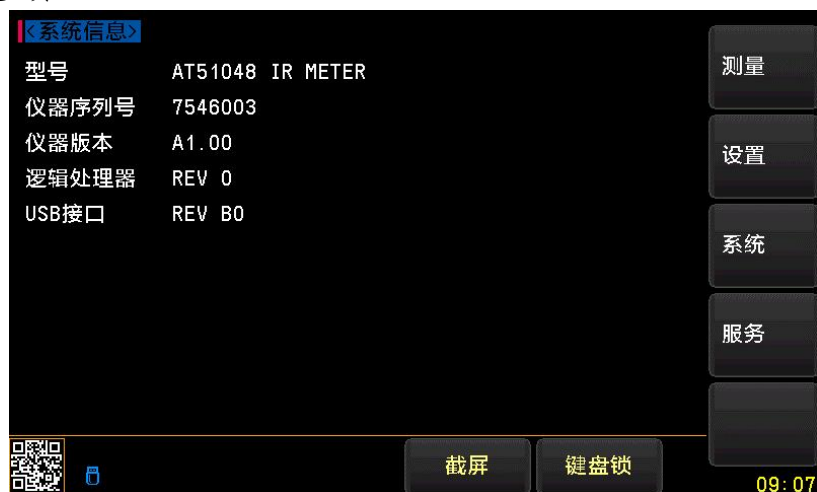 <系统信息>
型号 AT51048 IR METER
仪器序列号 7546003
仪器版本 A1.00
逻辑处理器 REV 0
USB接口 REV B0
测量
设置
系统
服务
截屏 键盘锁
09:07